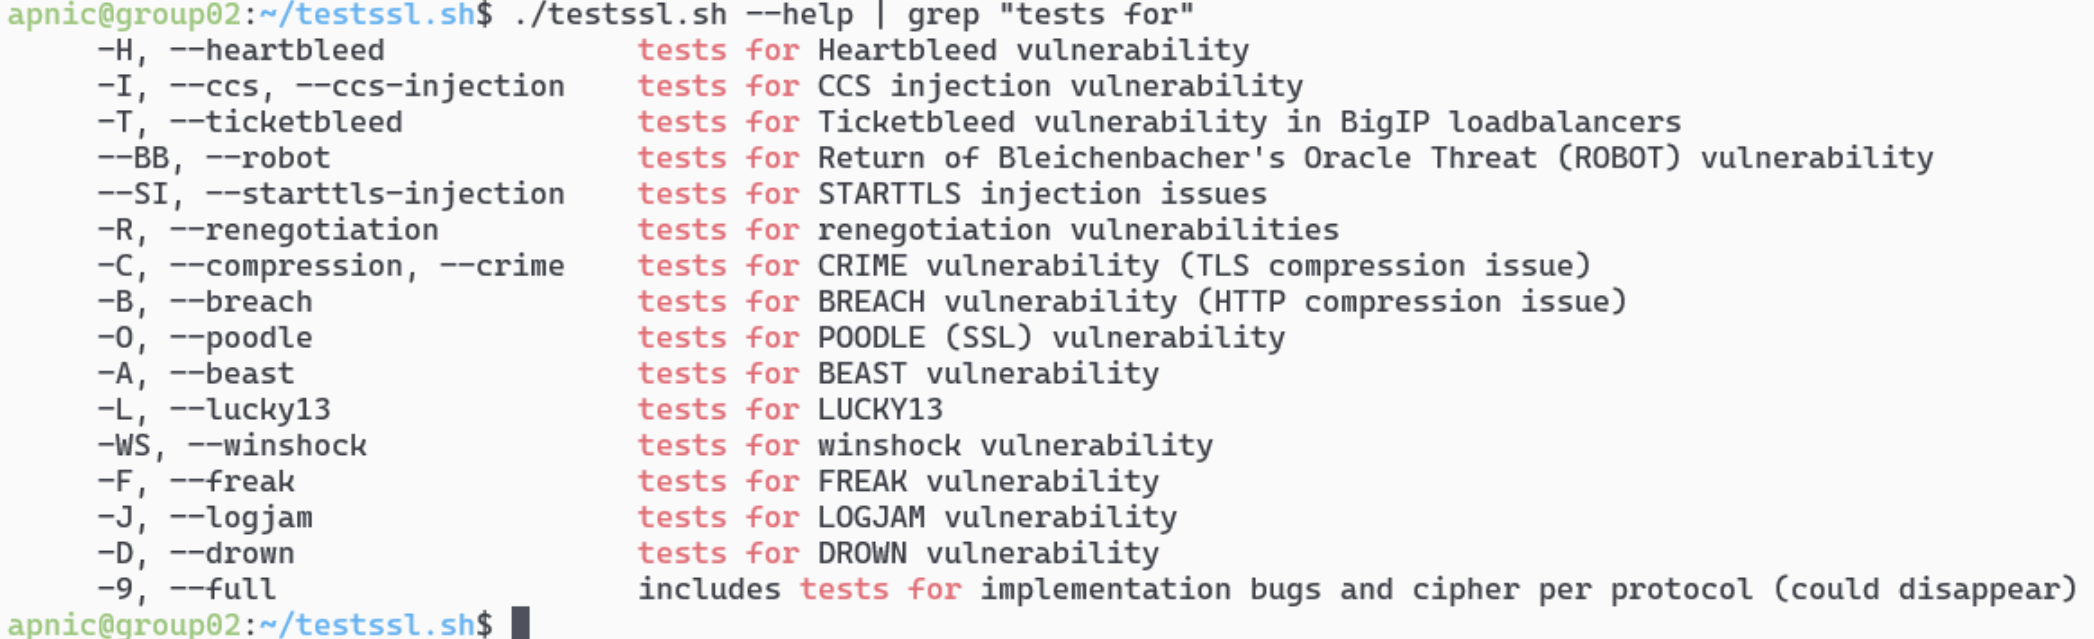 apnic@group02:~/testssl.sh$ ./testssl.sh --help | grep "tests for"
-H, --heartbleed tests for Heartbleed vulnerability
-I, --ccs, --ccs-injection tests for CCS injection vulnerability
-T, --ticketbleed tests for Ticketbleed vulnerability in BigIP loadbalancers
--BB, --robot tests for Return of Bleichenbacher's Oracle Threat (ROBOT) vulnerability
--SI, --starttls-injection tests for STARTTLS injection issues
-R, --renegotiation tests for renegotiation vulnerabilities
-C, --compression, --crime tests for CRIME vulnerability (TLS compression issue)
-B, --breach tests for BREACH vulnerability (HTTP compression issue)
-O, --poodle tests for POODLE (SSL) vulnerability
-A, --beast tests for BEAST vulnerability
-L, --lucky13 tests for LUCKY13
-WS, --winshock tests for winshock vulnerability
-F, --freak tests for FREAK vulnerability
-J, --logjam tests for LOGJAM vulnerability
-D, --drown tests for DROWN vulnerability
-9, --full includes tests for implementation bugs and cipher per protocol (could disappear)
apnic@group02:~/testssl.sh$